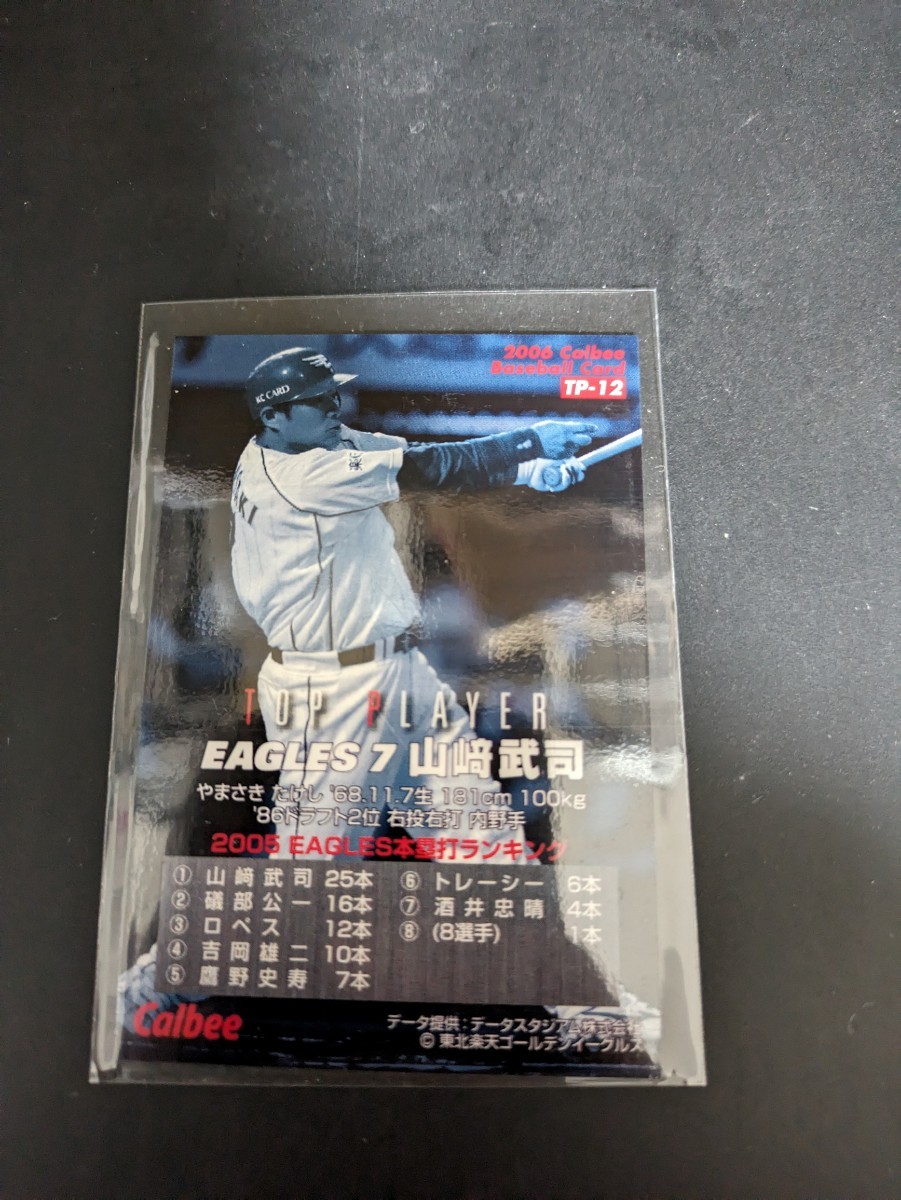 2006 Calbee
Baseball Card
TP-12
KC CARD
AKI
TOP PLAYER
EAGLES 7 山﨑武司
やまさき たけし '68.11.7生 181cm 100kg
'86ドラフト2位 右投右打 内野手
2005 EAGLES本塁打ランキング
① 山﨑武司 25本
② 礒部公一 16本
③ ロペス 12本
④ 吉岡雄二 10本
⑤ 鷹野史寿 7本
⑥ トレーシー 6本
⑦ 酒井忠晴 4本
⑧ (8選手) 1本
Calbee
データ提供:データスタジアム株式会社
© 東北楽天ゴールデンイーグルス